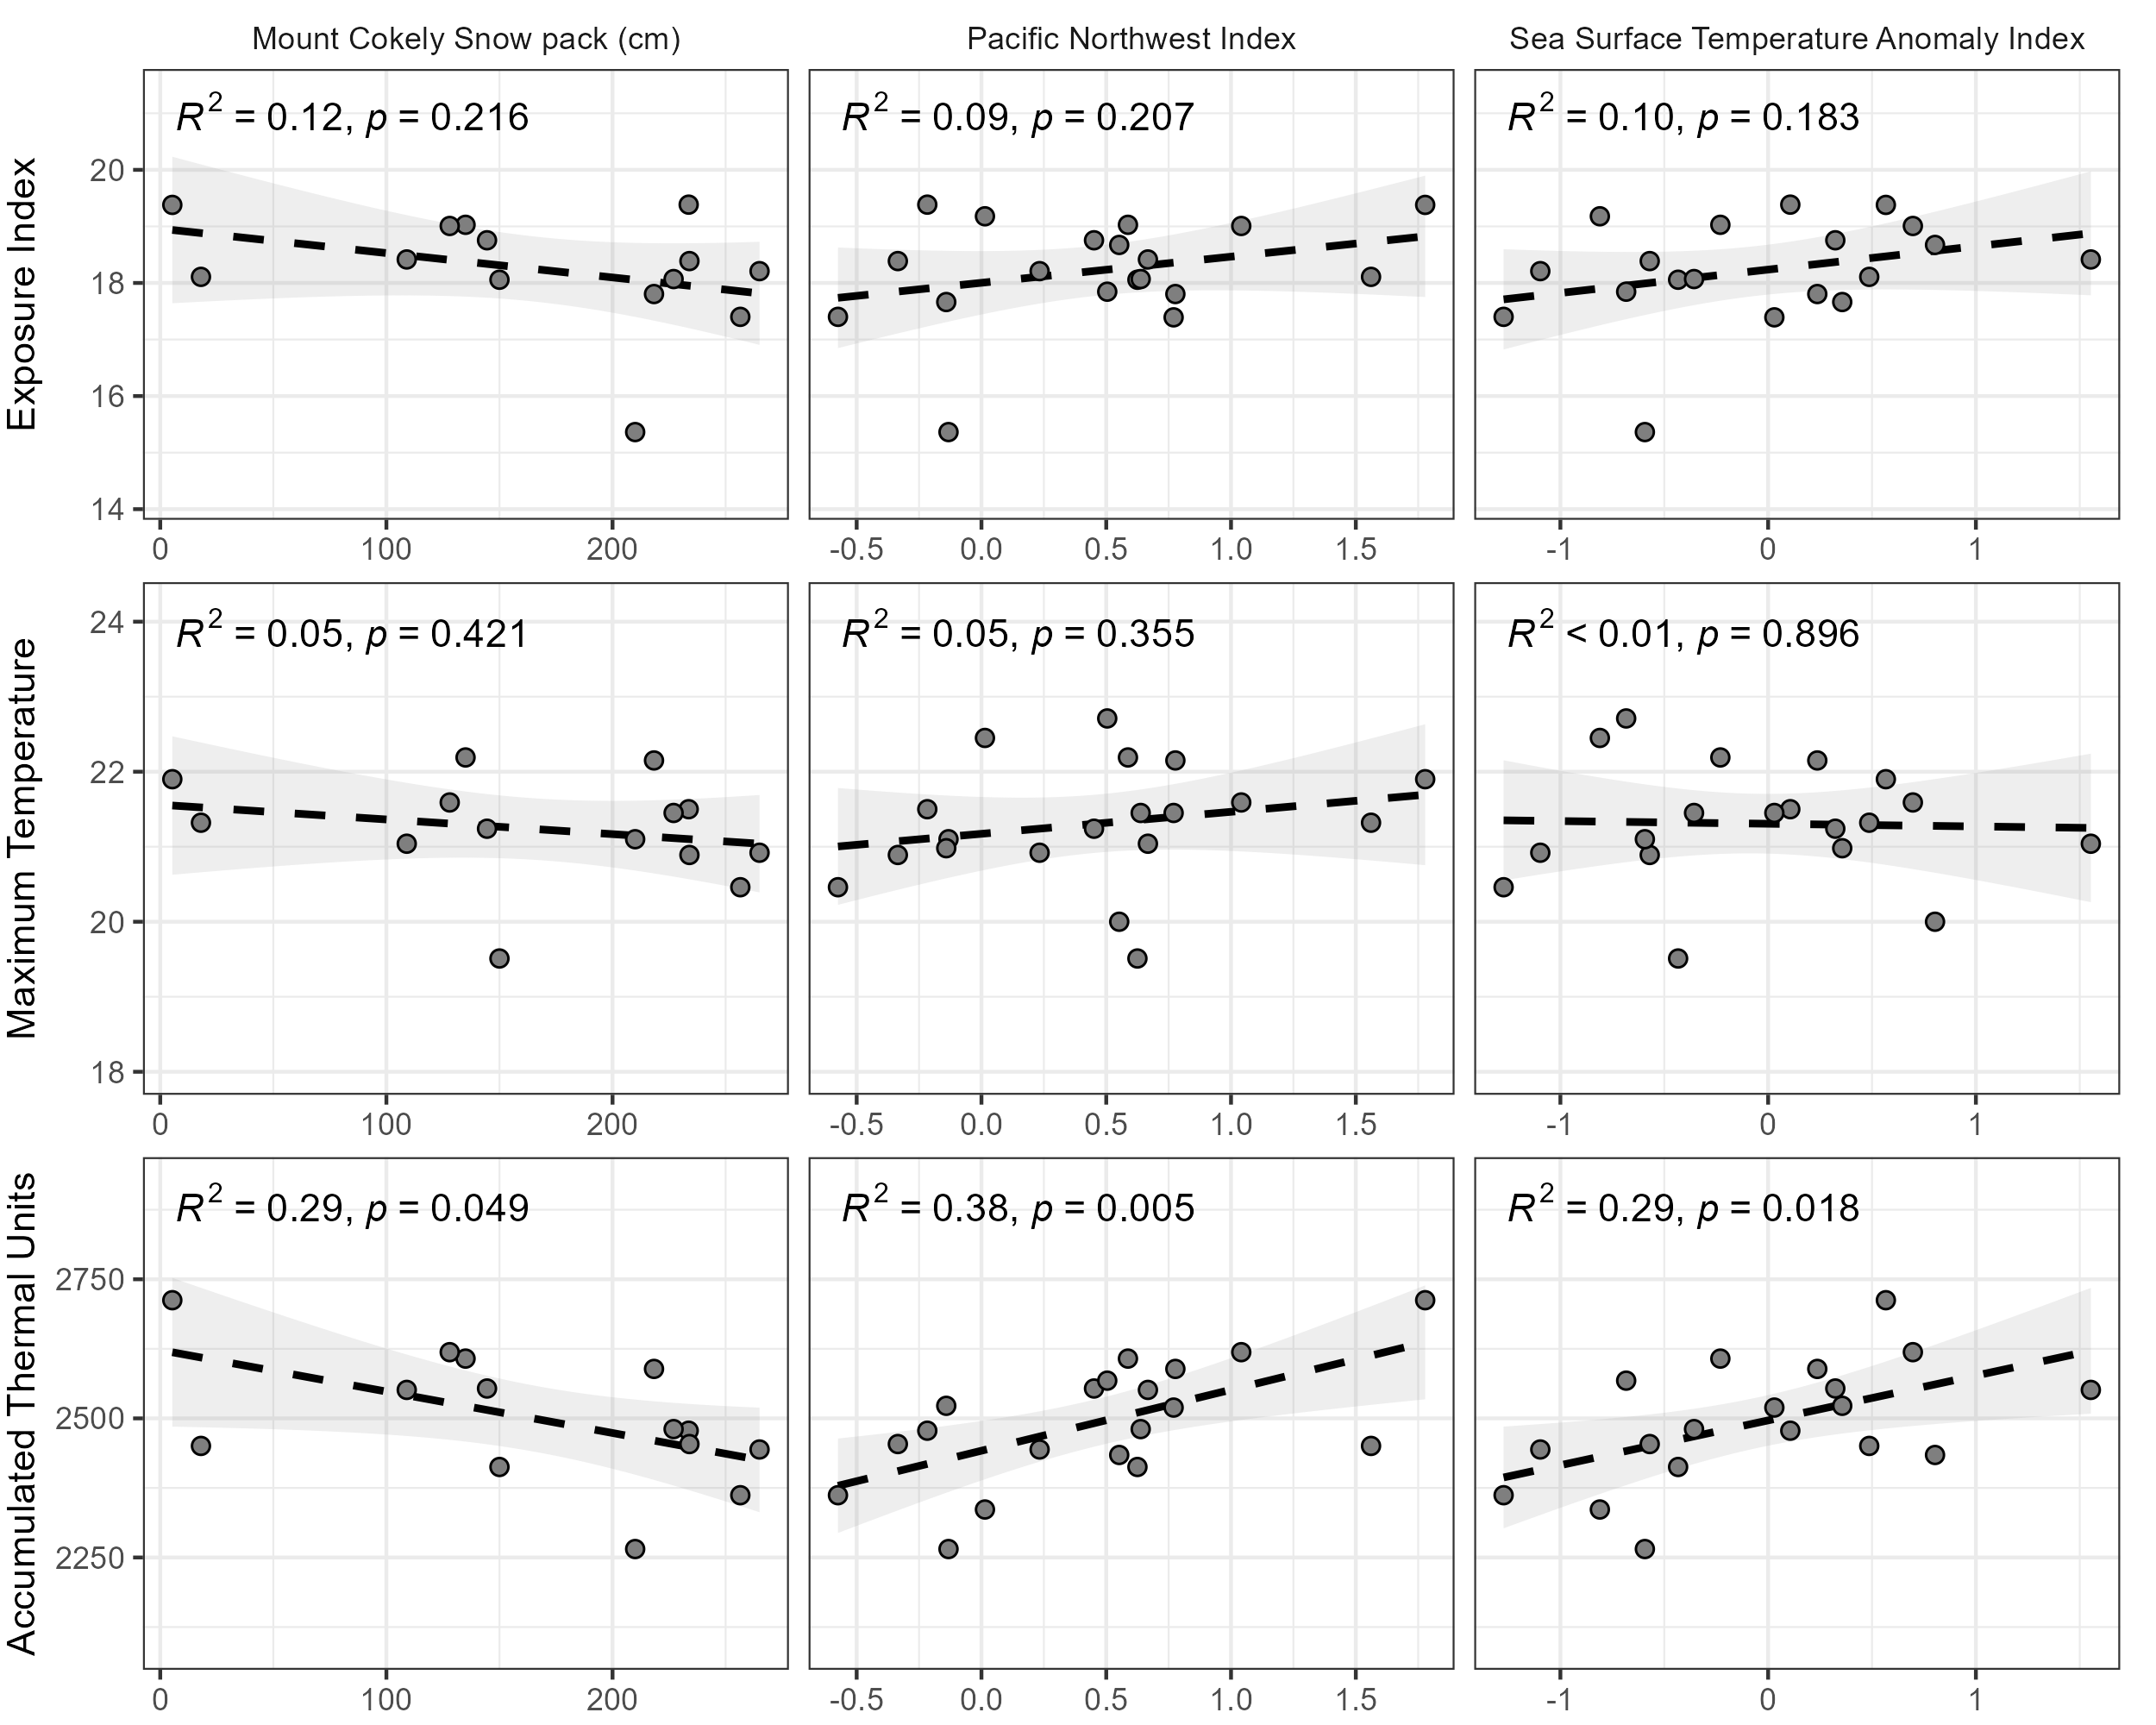 Mount Cokely Snow pack (cm)
Pacific Northwest Index
Sea Surface Temperature Anomaly Index
Exposure Index
R² = 0.12, p = 0.216
R² = 0.09, p = 0.207
R² = 0.10, p = 0.183
20
18
16
14
0 100 200
-0.5 0.0 0.5 1.0 1.5
-1 0 1
Maximum Temperature
R² = 0.05, p = 0.421
R² = 0.05, p = 0.355
R² < 0.01, p = 0.896
24
22
20
18
0 100 200
-0.5 0.0 0.5 1.0 1.5
-1 0 1
Accumulated Thermal Units
R² = 0.29, p = 0.049
R² = 0.38, p = 0.005
R² = 0.29, p = 0.018
2750
2500
2250
0 100 200
-0.5 0.0 0.5 1.0 1.5
-1 0 1